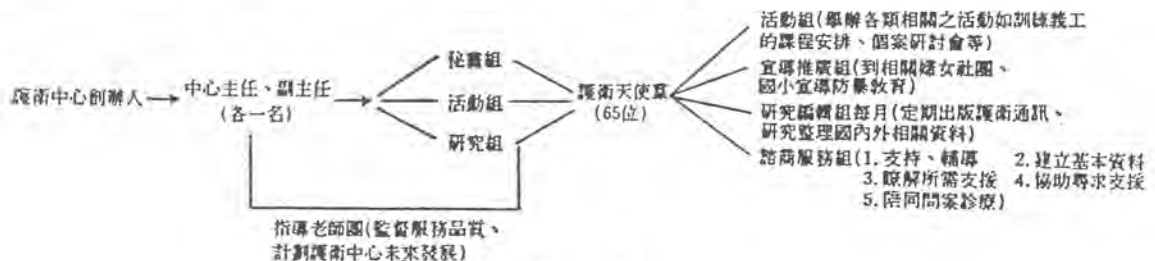 護衛中心創辦人
中心主任、副主任
(各一名)
秘書組
活動組
研究組
護衛天使羣
(65位)
活動組(舉辦各類相關之活動如訓練義工
的課程安排、個案研討會等)
宣導推廣組(到相關婦女社團、
國小宣導防暴教育)
研究編輯組每月(定期出版護衛通訊、
研究整理國內外相關資料)
諮商服務組(1.支持、輔導 2.建立基本資料
3.瞭解所需支援 4.協助尋求支援
5.陪同問案診療)
指導老師團(監督服務品質、
計劃護衛中心未來發展)